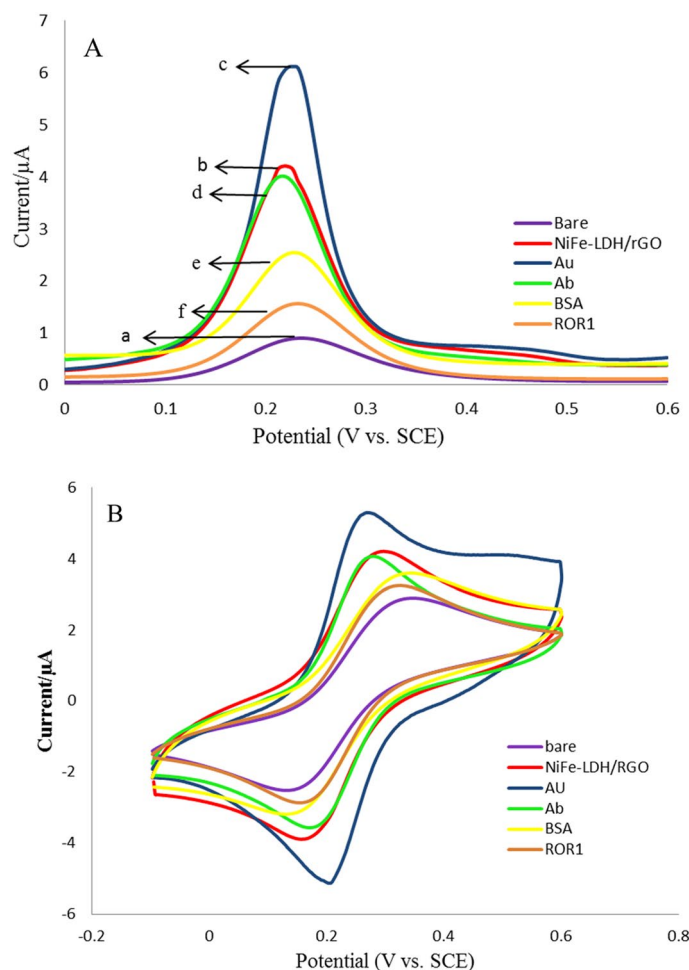 A
7
6
5
4
3
2
1
0
Current/μA
c
b
d
e
f
a
Bare
NiFe-LDH/rGO
Au
Ab
BSA
ROR1
0
0.1
0.2
0.3
0.4
0.5
0.6
Potential (V vs. SCE)
B
6
4
2
0
-2
-4
-6
Current/μA
bare
NiFe-LDH/RGO
AU
Ab
BSA
ROR1
-0.2
0
0.2
0.4
0.6
0.8
Potential (V vs. SCE)